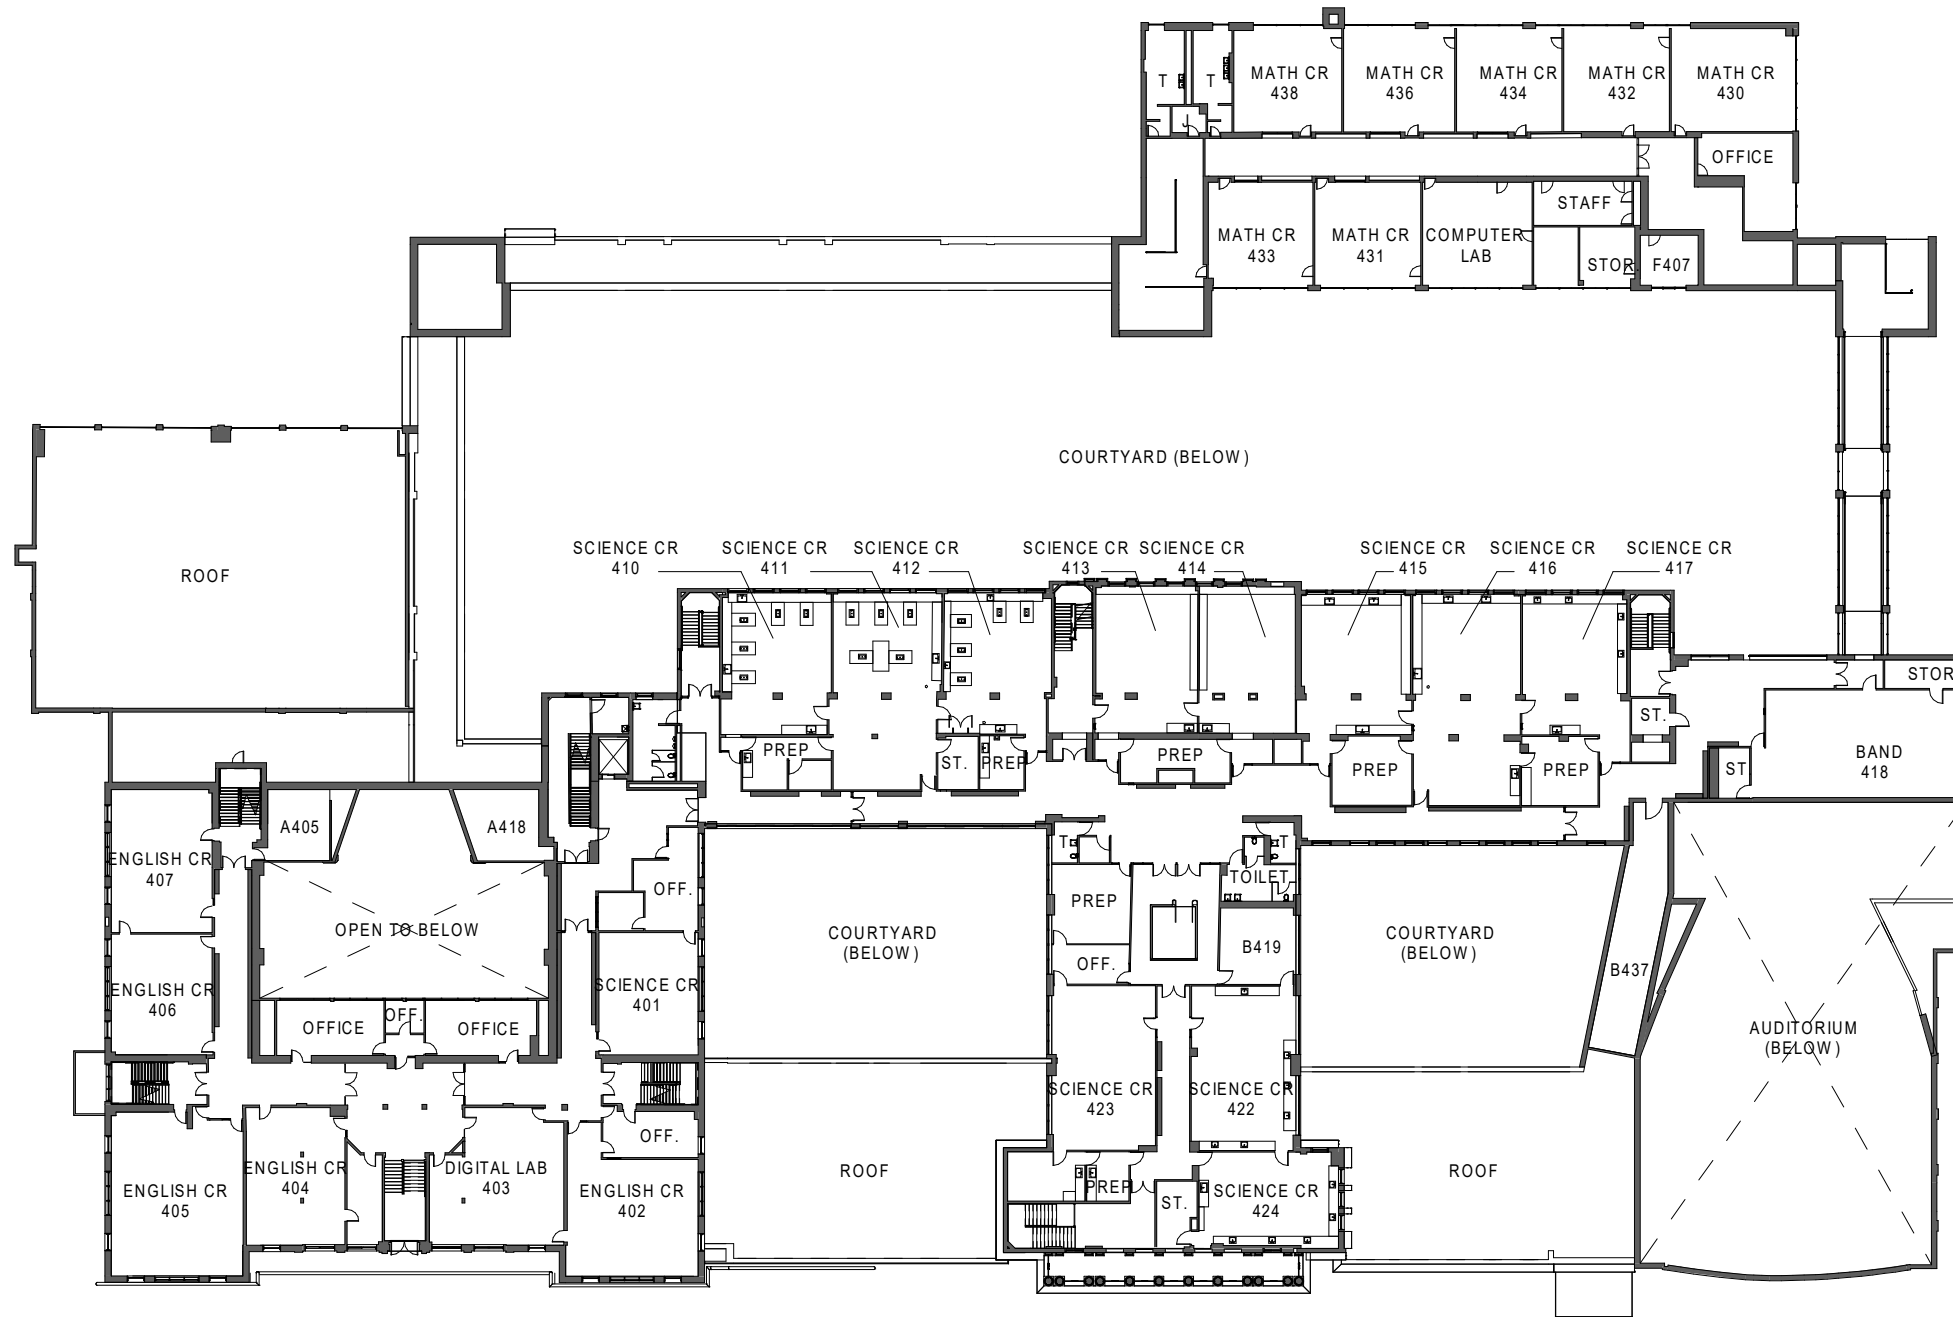 MATH CR
438
MATH CR
436
MATH CR
434
MATH CR
432
MATH CR
430
T
T
OFFICE
STAFF
MATH CR
433
MATH CR
431
COMPUTER
LAB
STOR.
F407
COURTYARD (BELOW)
ROOF
SCIENCE CR
410
SCIENCE CR
411
SCIENCE CR
412
SCIENCE CR
413
SCIENCE CR
414
SCIENCE CR
415
SCIENCE CR
416
SCIENCE CR
417
STOR
ST.
PREP
ST.
PREP
PREP
PREP
PREP
ST
BAND
418
A405
A418
ENGLISH CR
407
T
T
TOILET
OFF.
PREP
OPEN TO BELOW
COURTYARD
(BELOW)
B419
COURTYARD
(BELOW)
OFF.
B437
ENGLISH CR
406
SCIENCE CR
401
OFFICE
OFF.
OFFICE
AUDITORIUM
(BELOW)
SCIENCE CR
423
SCIENCE CR
422
OFF.
ENGLISH CR
404
DIGITAL LAB
403
ROOF
ROOF
ENGLISH CR
405
ENGLISH CR
402
PREP
ST.
SCIENCE CR
424